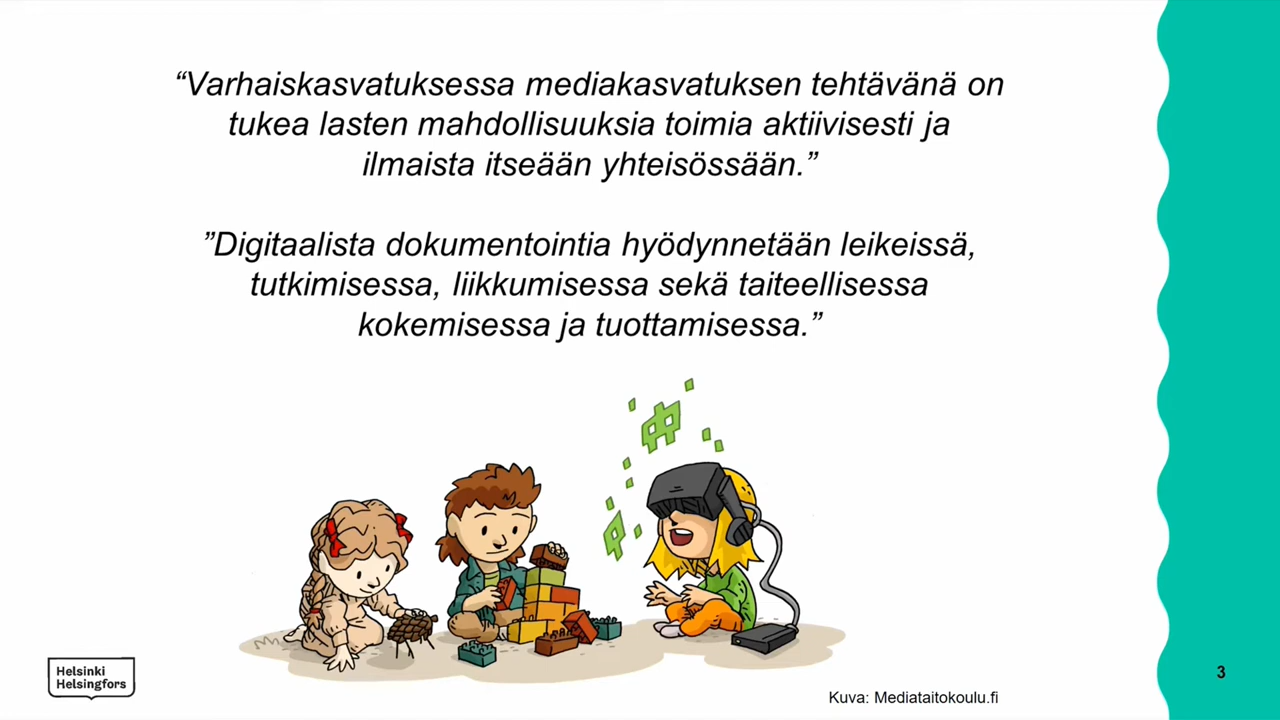 “Varhaiskasvatuksessa mediakasvatuksen tehtävänä on
tukea lasten mahdollisuuksia toimia aktiivisesti ja
ilmaista itseään yhteisössään.”
”Digitaalista dokumentointia hyödynnetään leikeissä,
tutkimisessa, liikkumisessa sekä taiteellisessa
kokemisessa ja tuottamisessa.”
Helsinki
Helsingfors
3
Kuva: Mediataitokoulu.fi